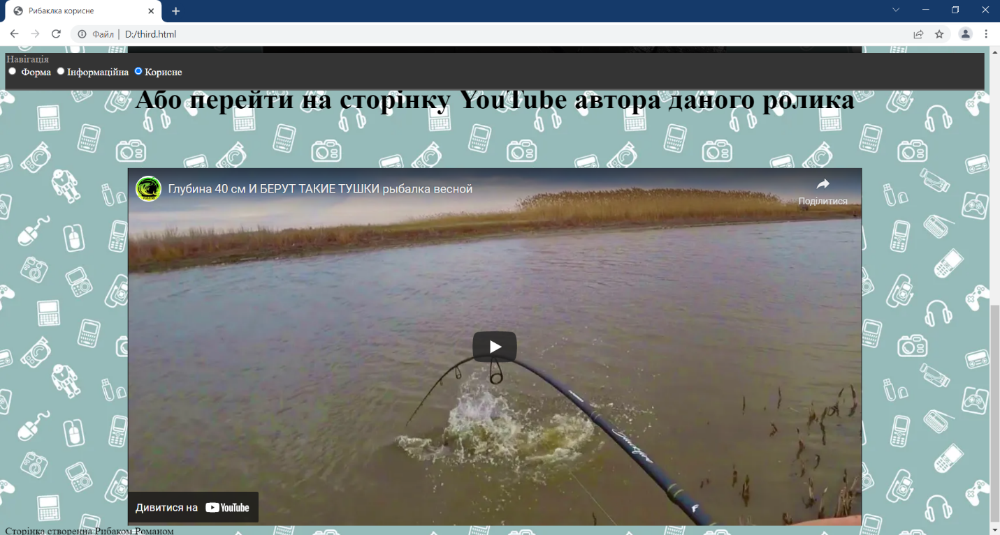 Рибаклка корисне
Файл | D:/third.html
Навігація
Форма Інформаційна Корисне
Або перейти на сторінку YouTube автора даного ролика
Глубина 40 см И БЕРУТ ТАКИЕ ТУШКИ рыбалка весной
Поділитися
Дивитися на YouTube
Сторінка створенна Рибаком Романом